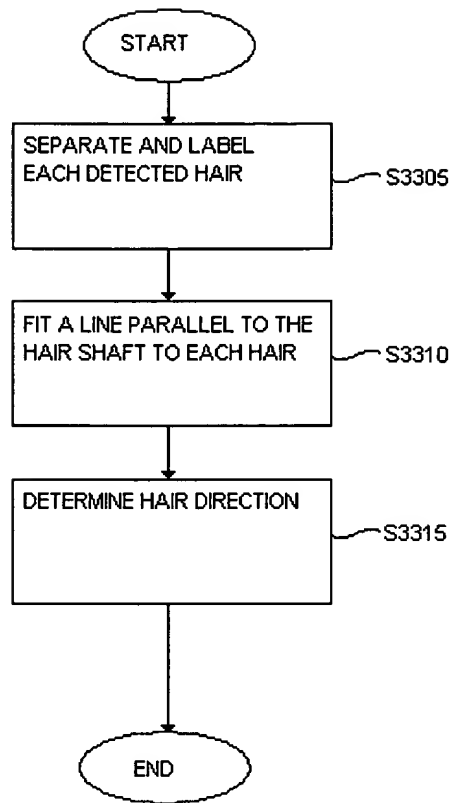 START
SEPARATE AND LABEL
EACH DETECTED HAIR
S3305
FIT A LINE PARALLEL TO THE
HAIR SHAFT TO EACH HAIR
S3310
DETERMINE HAIR DIRECTION
S3315
END